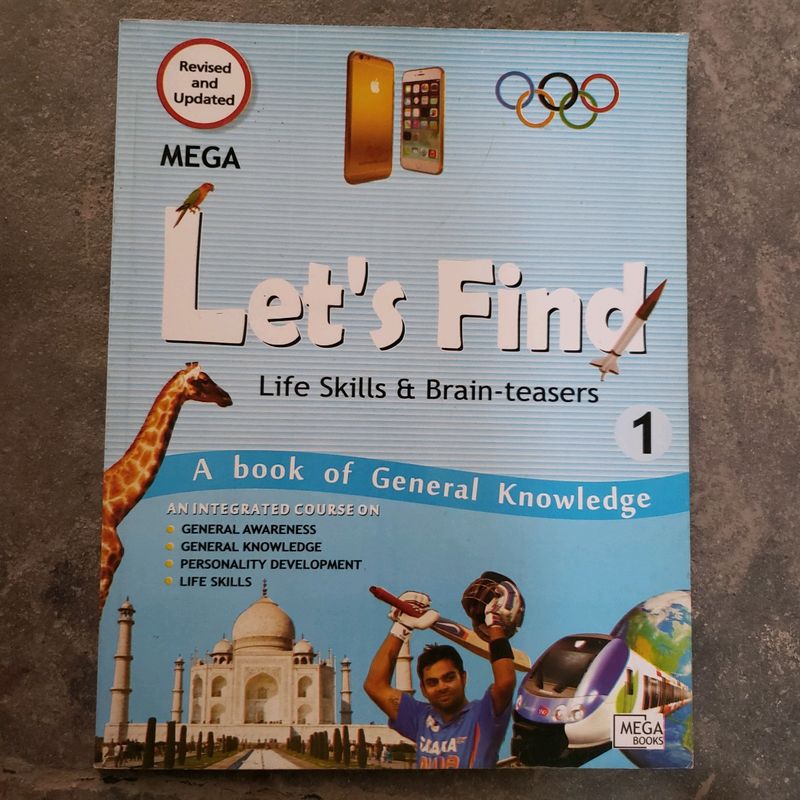 Revised
and
Updated
MEGA
Let's Find
Life Skills & Brain-teasers
1
A book of General Knowledge
AN INTEGRATED COURSE ON
GENERAL AWARENESS
GENERAL KNOWLEDGE
PERSONALITY DEVELOPMENT
LIFE SKILLS
MEGA
BOOKS